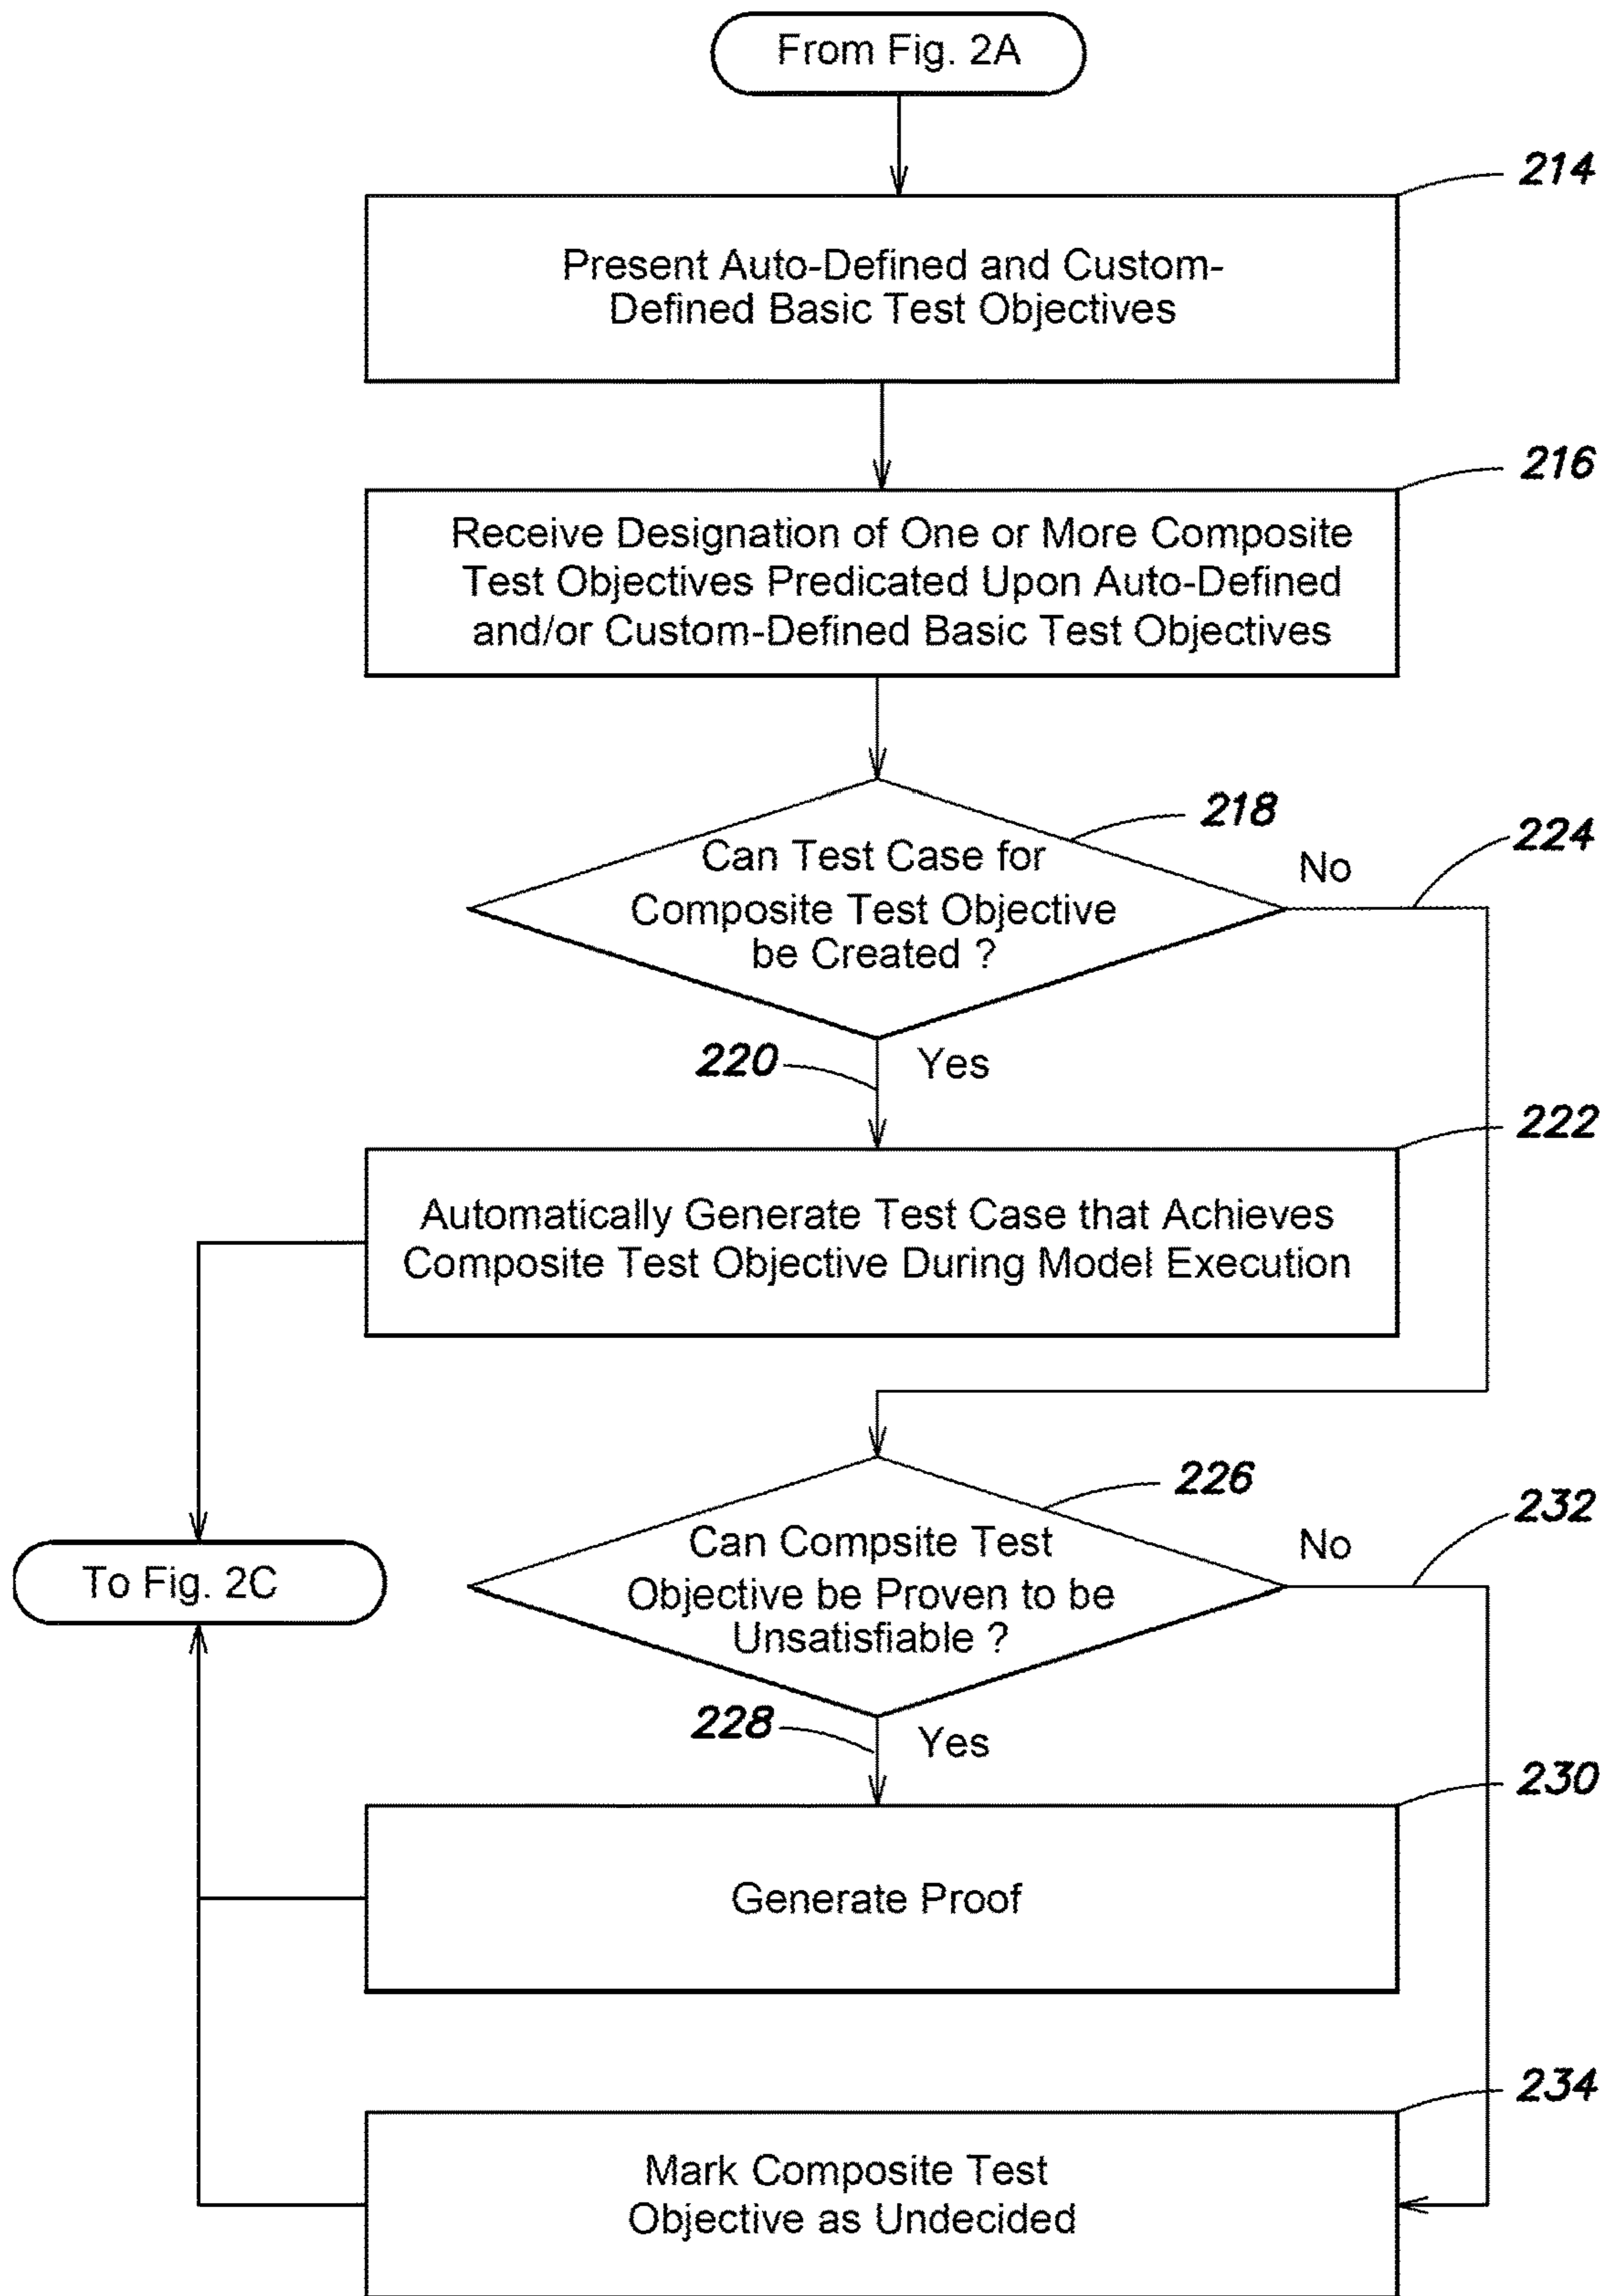 From Fig. 2A
214
Present Auto-Defined and Custom-
Defined Basic Test Objectives
216
Receive Designation of One or More Composite
Test Objectives Predicated Upon Auto-Defined
and/or Custom-Defined Basic Test Objectives
218
Can Test Case for
Composite Test Objective
be Created ?
No
224
220
Yes
222
Automatically Generate Test Case that Achieves
Composite Test Objective During Model Execution
226
Can Compsite Test
Objective be Proven to be
Unsatisfiable ?
No
232
To Fig. 2C
228
Yes
230
Generate Proof
234
Mark Composite Test
Objective as Undecided